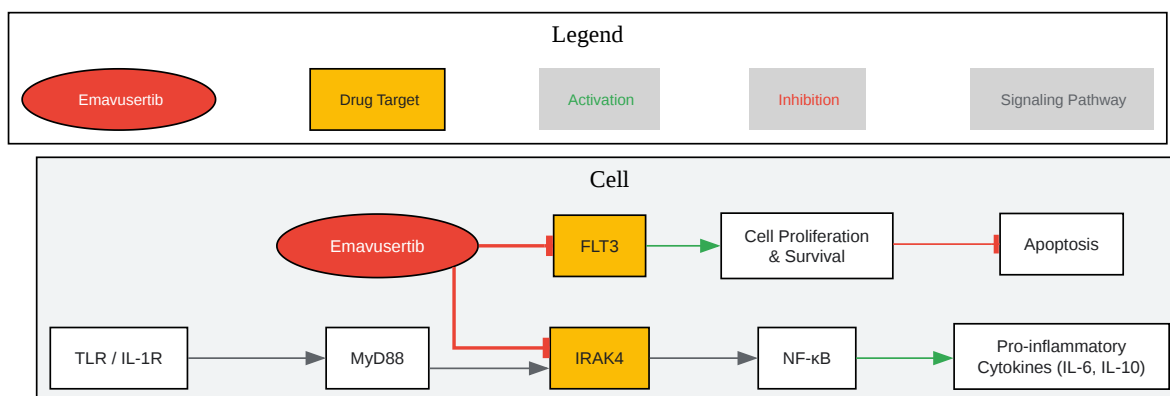 Legend
Emavusertib
Drug Target
Activation
Inhibition
Signaling Pathway
Cell
Emavusertib
FLT3
Cell Proliferation
& Survival
Apoptosis
TLR / IL-1R
MyD88
IRAK4
NF-κB
Pro-inflammatory
Cytokines (IL-6, IL-10)